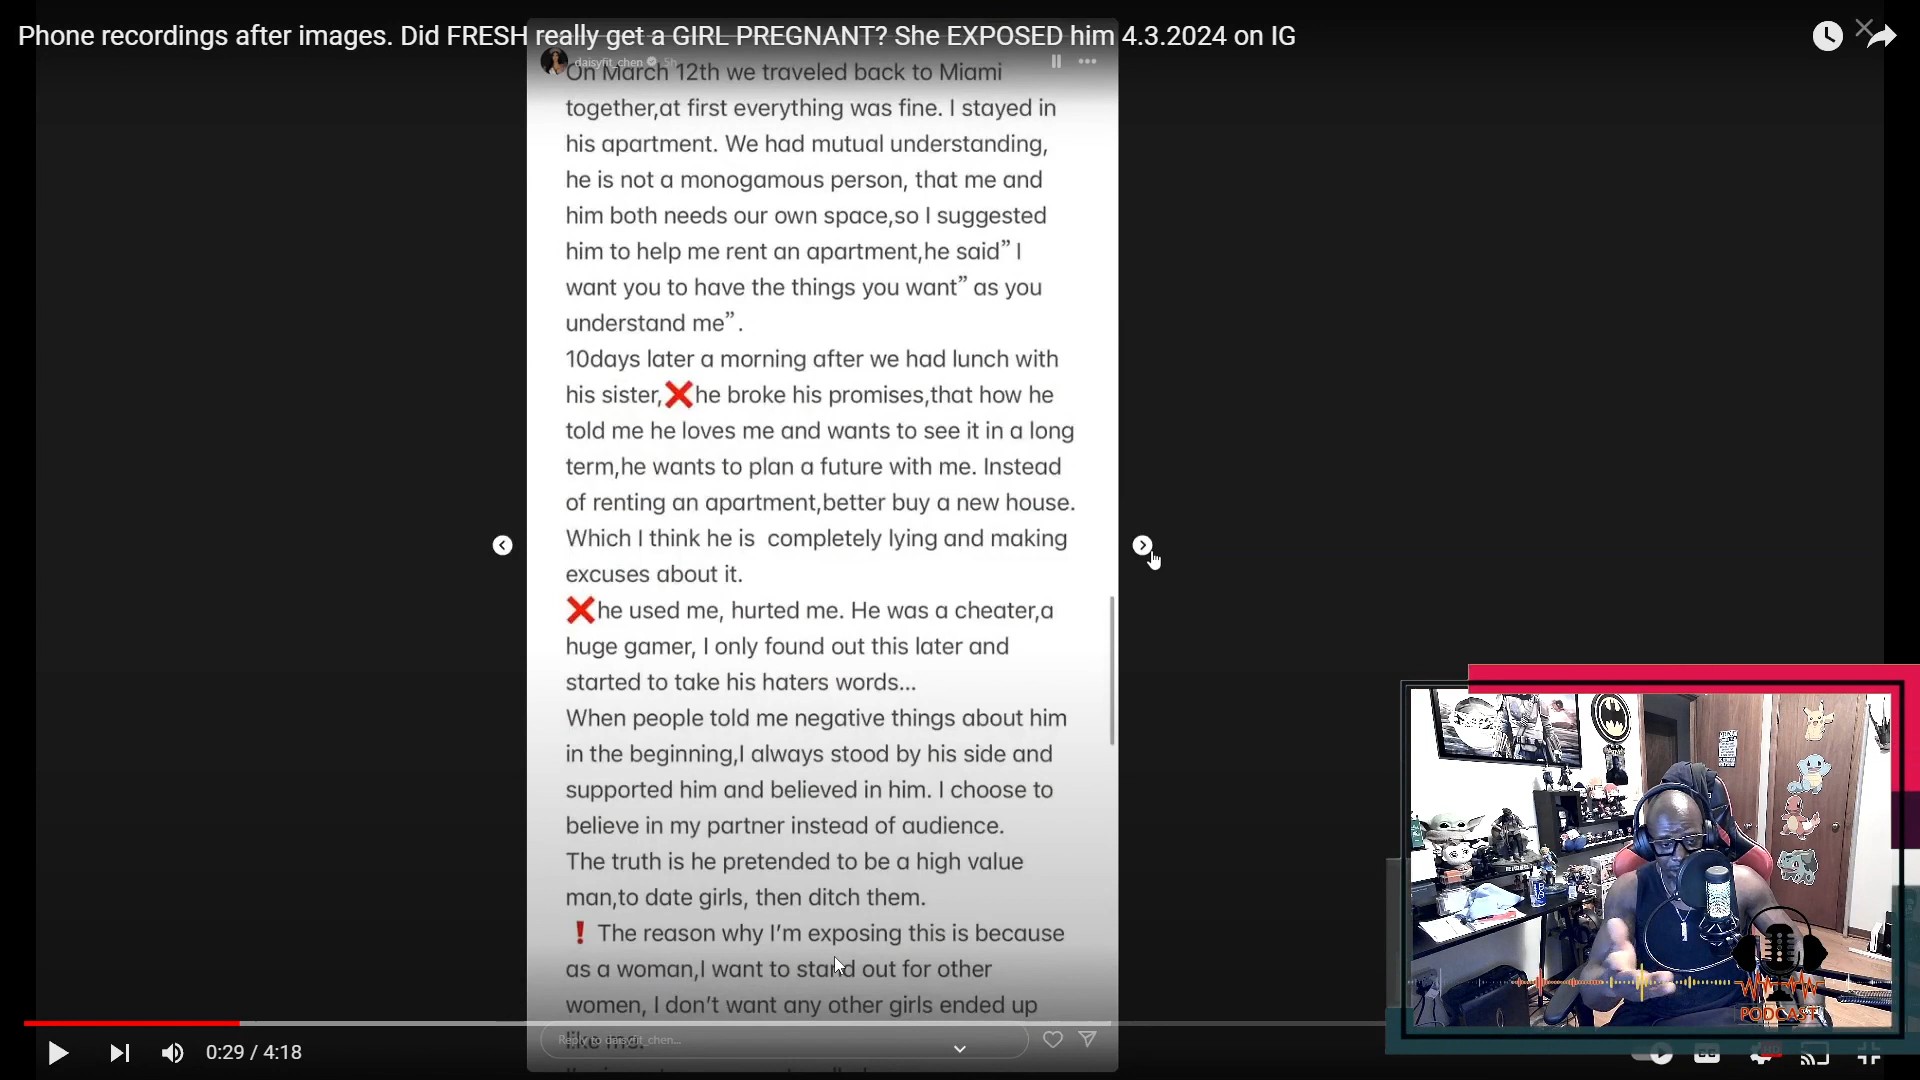 Phone recordings after images. Did FRESH really get a GIRL PREGNANT? She EXPOSED him 4.3.2024 on IG
daisyfit_chen 5h
On March 12th we traveled back to Miami
together,at first everything was fine. I stayed in
his apartment. We had mutual understanding,
he is not a monogamous person, that me and
him both needs our own space,so I suggested
him to help me rent an apartment,he said” I
want you to have the things you want” as you
understand me”.
10days later a morning after we had lunch with
his sister,❌he broke his promises,that how he
told me he loves me and wants to see it in a long
term,he wants to plan a future with me. Instead
of renting an apartment,better buy a new house.
Which I think he is  completely lying and making
excuses about it.
❌he used me, hurted me. He was a cheater,a
huge gamer, I only found out this later and
started to take his haters words...
When people told me negative things about him
in the beginning,I always stood by his side and
supported him and believed in him. I choose to
believe in my partner instead of audience.
The truth is he pretended to be a high value
man,to date girls, then ditch them.
❗ The reason why I’m exposing this is because
as a woman,I want to stand out for other
women, I don’t want any other girls ended up
like me.
Reply to daisyfit_chen...
0:29 / 4:18
PODCAST
CC
HD